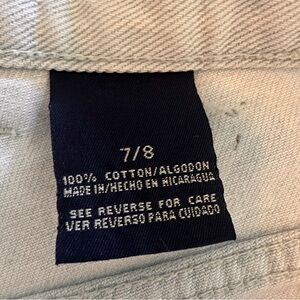 7/8
100% COTTON/ALGODON
MADE IN/HECHO EN NICARAGUA
SEE REVERSE FOR CARE
VER REVERSO PARA CUIDADO